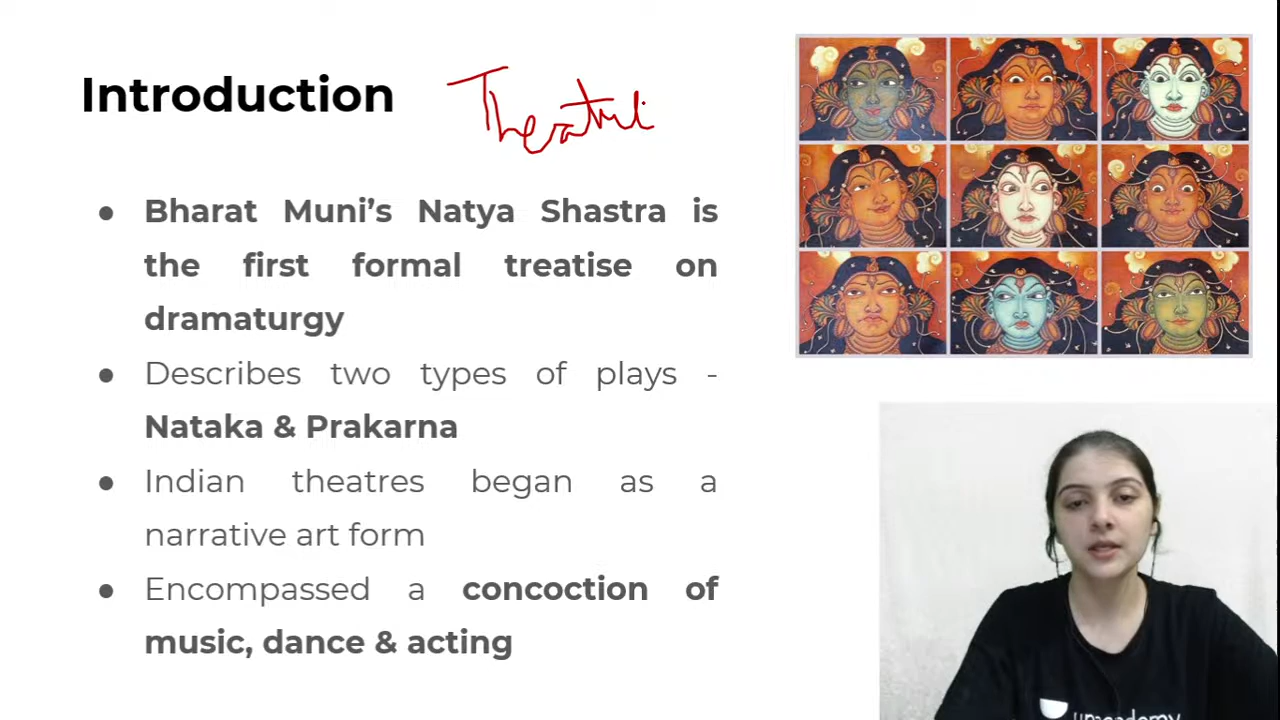 Introduction
Bharat Muni's Natya Shastra is
the first formal treatise on
dramaturgy
Describes two types of plays -
Nataka & Prakarna
Indian theatres began as a
narrative art form
Encompassed a concoction of
music, dance & acting